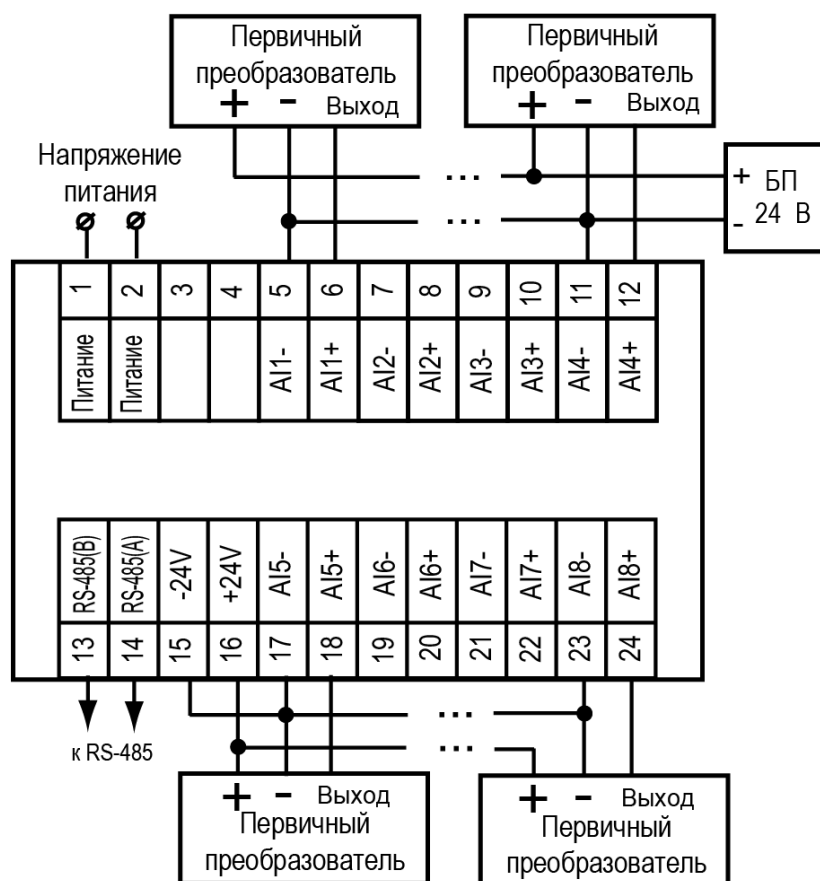 Первичный
преобразователь
+ - Выход
Первичный
преобразователь
+ - Выход
Напряжение
питания
...
...
+ БП
- 24 В
1 2 3 4 5 6 7 8 9 10 11 12
Питание Питание AI1- AI1+ AI2- AI2+ AI3- AI3+ AI4- AI4+
RS-485(B) RS-485(A) -24V +24V AI5- AI5+ AI6- AI6+ AI7- AI7+ AI8- AI8+
13 14 15 16 17 18 19 20 21 22 23 24
к RS-485
...
...
+ - Выход
Первичный
преобразователь
+ - Выход
Первичный
преобразователь